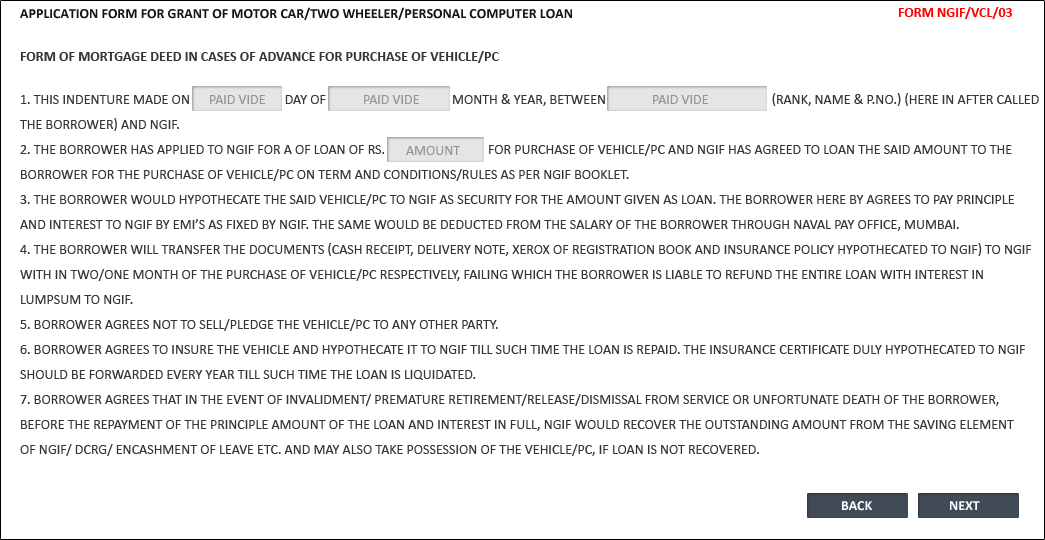 APPLICATION FORM FOR GRANT OF MOTOR CAR/TWO WHEELER/PERSONAL COMPUTER LOAN
FORM NGIF/VCL/03
FORM OF MORTGAGE DEED IN CASES OF ADVANCE FOR PURCHASE OF VEHICLE/PC
1. THIS INDENTURE MADE ON PAID VIDE DAY OF PAID VIDE MONTH & YEAR, BETWEEN PAID VIDE (RANK, NAME & P.NO.) (HERE IN AFTER CALLED
THE BORROWER) AND NGIF.
2. THE BORROWER HAS APPLIED TO NGIF FOR A OF LOAN OF RS. AMOUNT FOR PURCHASE OF VEHICLE/PC AND NGIF HAS AGREED TO LOAN THE SAID AMOUNT TO THE
BORROWER FOR THE PURCHASE OF VEHICLE/PC ON TERM AND CONDITIONS/RULES AS PER NGIF BOOKLET.
3. THE BORROWER WOULD HYPOTHECATE THE SAID VEHICLE/PC TO NGIF AS SECURITY FOR THE AMOUNT GIVEN AS LOAN. THE BORROWER HERE BY AGREES TO PAY PRINCIPLE
AND INTEREST TO NGIF BY EMI'S AS FIXED BY NGIF. THE SAME WOULD BE DEDUCTED FROM THE SALARY OF THE BORROWER THROUGH NAVAL PAY OFFICE, MUMBAI.
4. THE BORROWER WILL TRANSFER THE DOCUMENTS (CASH RECEIPT, DELIVERY NOTE, XEROX OF REGISTRATION BOOK AND INSURANCE POLICY HYPOTHECATED TO NGIF) TO NGIF
WITH IN TWO/ONE MONTH OF THE PURCHASE OF VEHICLE/PC RESPECTIVELY, FAILING WHICH THE BORROWER IS LIABLE TO REFUND THE ENTIRE LOAN WITH INTEREST IN
LUMPSUM TO NGIF.
5. BORROWER AGREES NOT TO SELL/PLEDGE THE VEHICLE/PC TO ANY OTHER PARTY.
6. BORROWER AGREES TO INSURE THE VEHICLE AND HYPOTHECATE IT TO NGIF TILL SUCH TIME THE LOAN IS REPAID. THE INSURANCE CERTIFICATE DULY HYPOTHECATED TO NGIF
SHOULD BE FORWARDED EVERY YEAR TILL SUCH TIME THE LOAN IS LIQUIDATED.
7. BORROWER AGREES THAT IN THE EVENT OF INVALIDMENT/ PREMATURE RETIREMENT/RELEASE/DISMISSAL FROM SERVICE OR UNFORTUNATE DEATH OF THE BORROWER,
BEFORE THE REPAYMENT OF THE PRINCIPLE AMOUNT OF THE LOAN AND INTEREST IN FULL, NGIF WOULD RECOVER THE OUTSTANDING AMOUNT FROM THE SAVING ELEMENT
OF NGIF/ DCRG/ ENCASHMENT OF LEAVE ETC. AND MAY ALSO TAKE POSSESSION OF THE VEHICLE/PC, IF LOAN IS NOT RECOVERED.
BACK NEXT